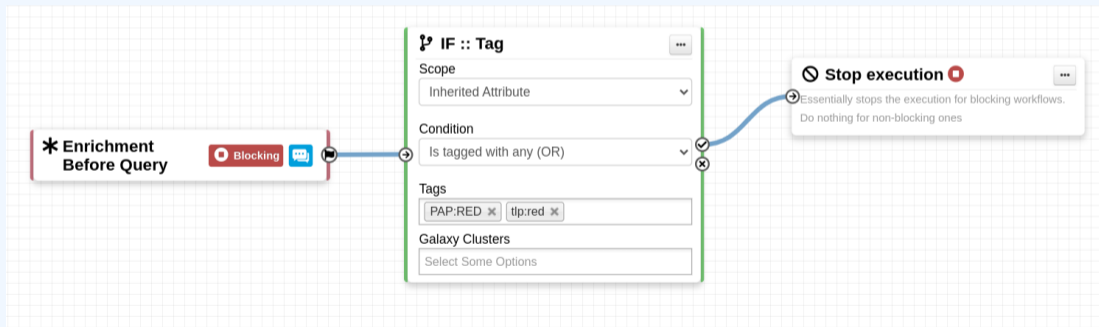 Enrichment
Before Query
Blocking
IF :: Tag
Scope
Inherited Attribute
Condition
Is tagged with any (OR)
Tags
PAP:RED
tlp:red
Galaxy Clusters
Select Some Options
Stop execution
Essentially stops the execution for blocking workflows.
Do nothing for non-blocking ones